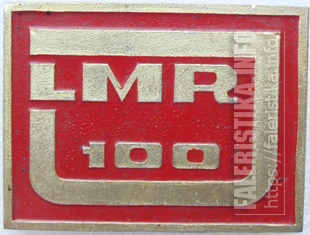 LMR
100
FALERISTIKA.INFO
https://faleristika.info